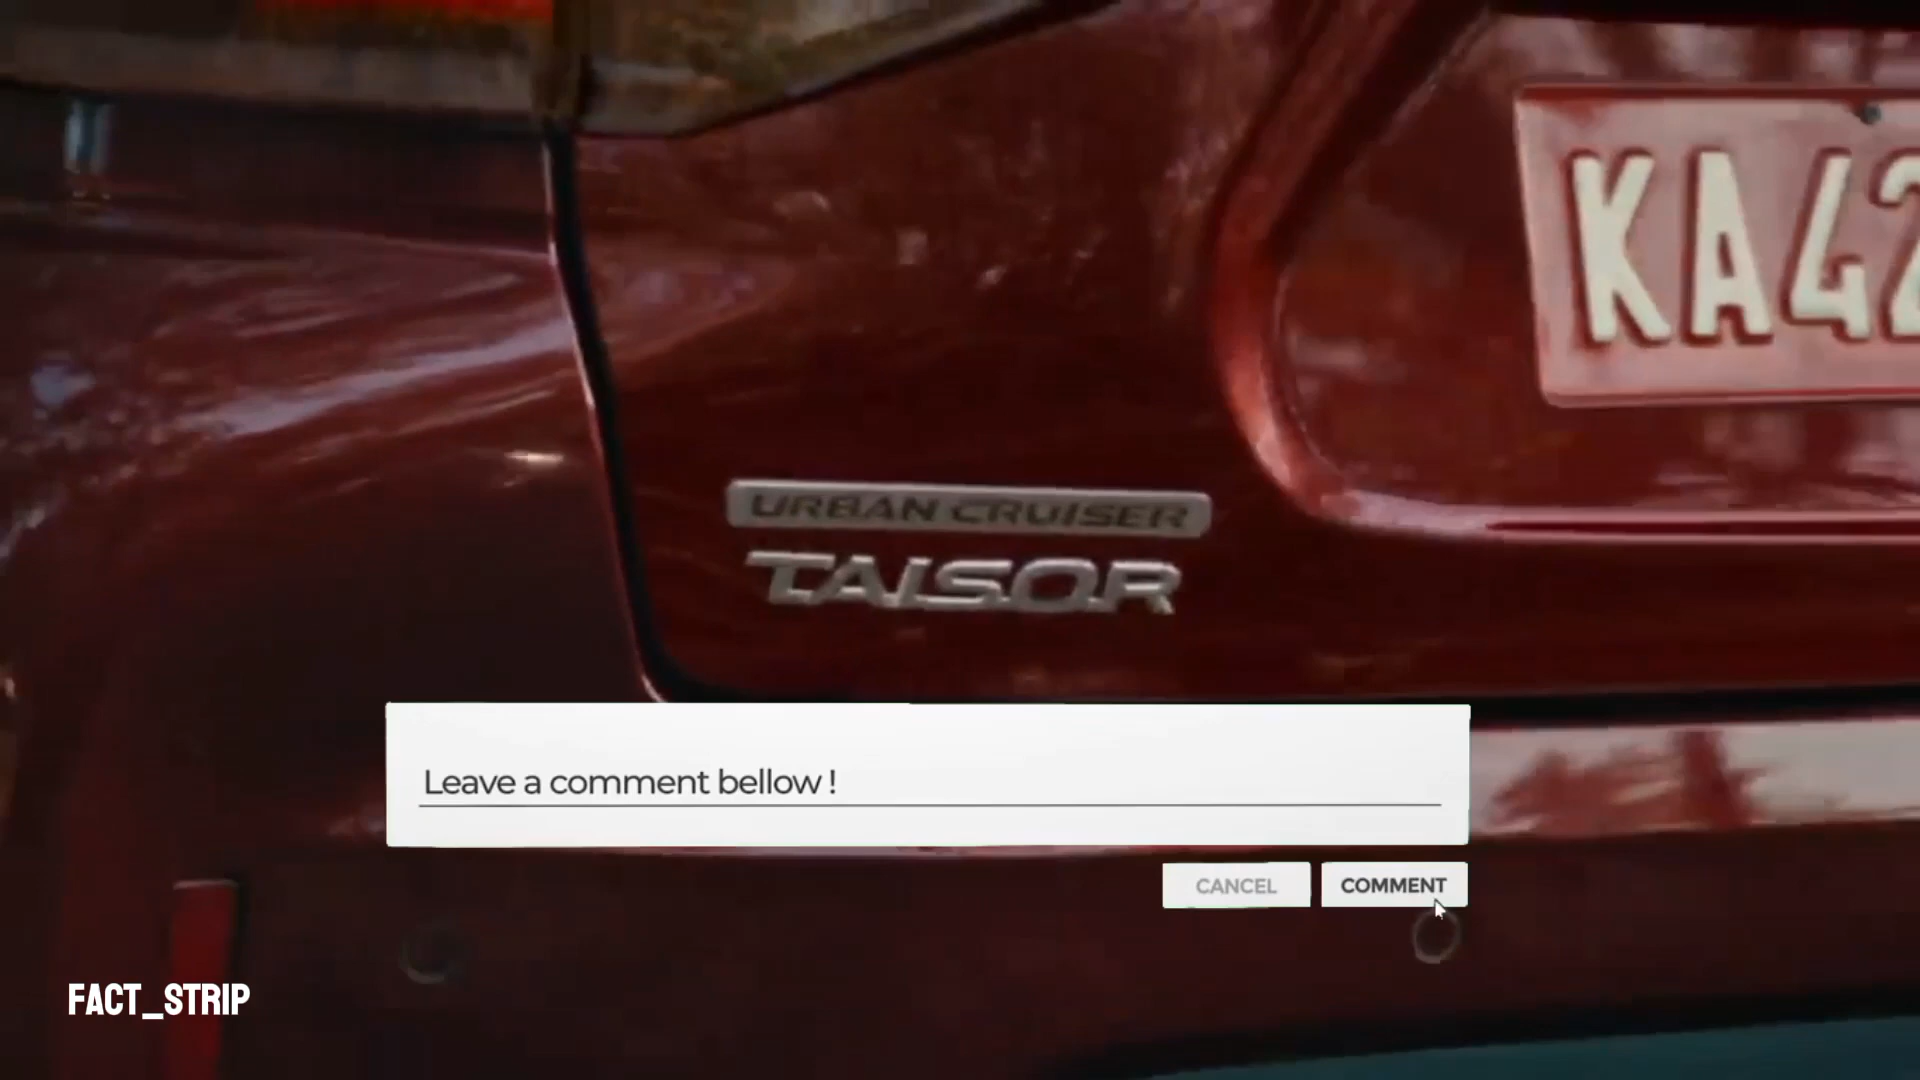 KA42
URBAN CRUISER
TAISOR
Leave a comment bellow !
CANCEL
COMMENT
FACT_STRIP